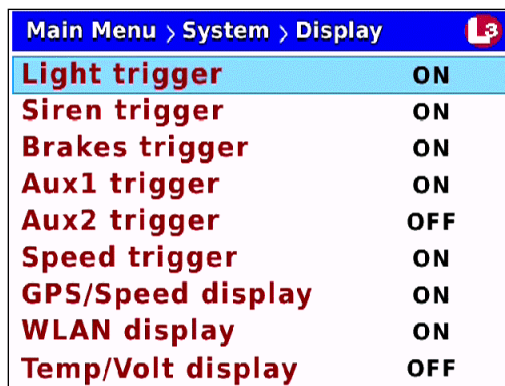 Main Menu > System > Display L3
Light trigger ON
Siren trigger ON
Brakes trigger ON
Aux1 trigger ON
Aux2 trigger OFF
Speed trigger ON
GPS/Speed display ON
WLAN display ON
Temp/Volt display OFF